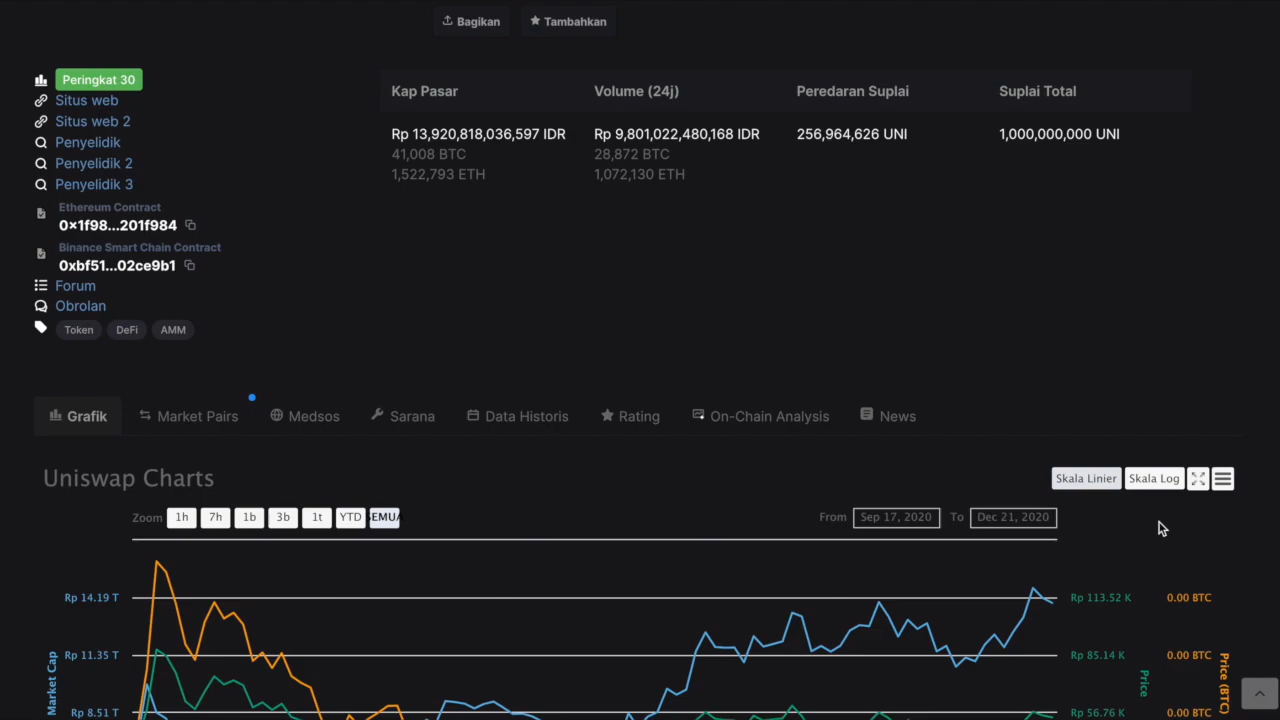 Bagikan
Tambahkan
Peringkat 30
Situs web
Situs web 2
Penyelidik
Penyelidik 2
Penyelidik 3
Ethereum Contract
0x1f98...201f984
Binance Smart Chain Contract
0xbf51...02ce9b1
Forum
Obrolan
Token DeFi AMM
Kap Pasar Volume (24j) Peredaran Suplai Suplai Total
Rp 13,920,818,036,597 IDR Rp 9,801,022,480,168 IDR 256,964,626 UNI 1,000,000,000 UNI
41,008 BTC 28,872 BTC
1,522,793 ETH 1,072,130 ETH
Grafik Market Pairs Medsos Sarana Data Historis Rating On-Chain Analysis News
Uniswap Charts
Skala Linier Skala Log
Zoom 1h 7h 1b 3b 1t YTD SEMUA From Sep 17, 2020 To Dec 21, 2020
Rp 14.19 T Rp 113.52 K 0.00 BTC
Rp 11.35 T Rp 85.14 K 0.00 BTC
Rp 8.51 T Rp 56.76 K 0.00 BTC
Market Cap
Price
Price (BTC)